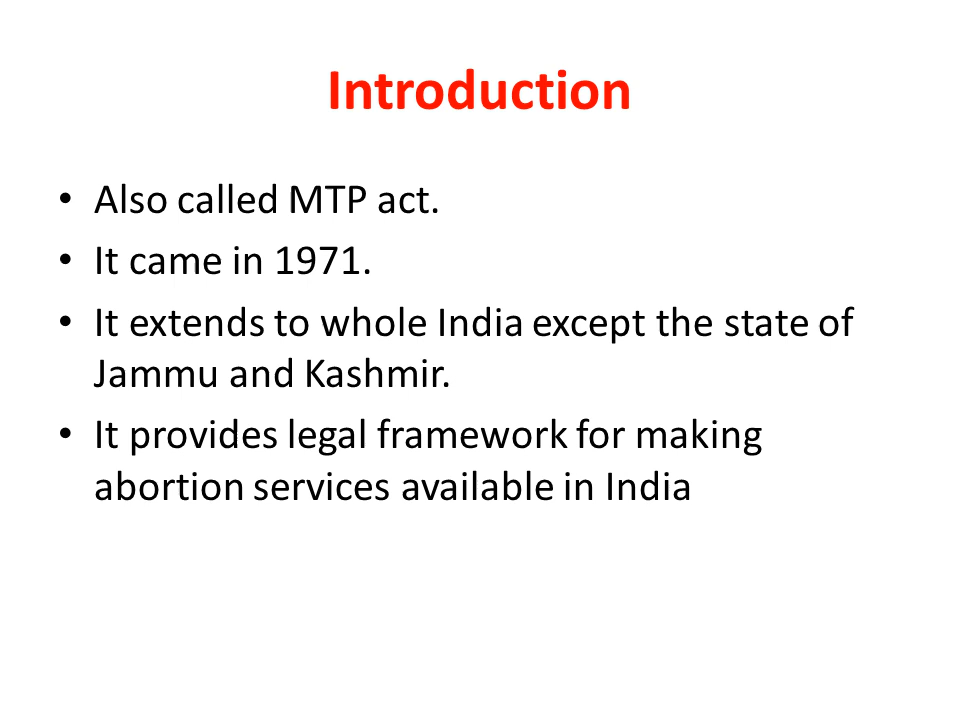 Introduction
• Also called MTP act.
• It came in 1971.
• It extends to whole India except the state of
Jammu and Kashmir.
• It provides legal framework for making
abortion services available in India